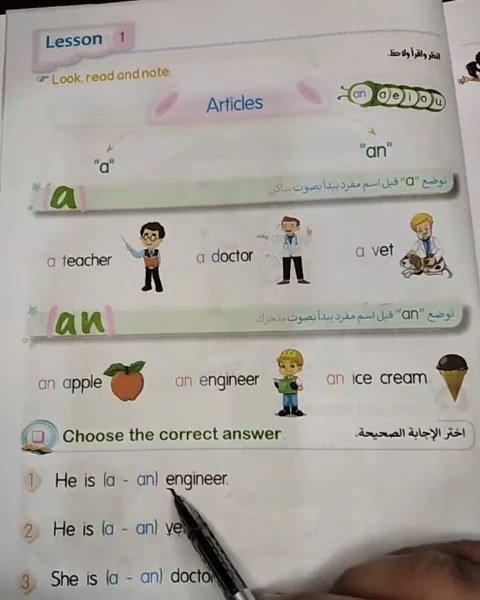 Lesson 1
انظر واقرأ ولاحظ.
Look, read and note.
Articles
an a e i o u
"a"
"an"
a
توضع "a" قبل اسم مفرد يبدأ بصوت ساكن
a teacher
a doctor
a vet
an
توضع "an" قبل اسم مفرد يبدأ بصوت متحرك
an apple
an engineer
an ice cream
Choose the correct answer
اختر الإجابة الصحيحة.
1 He is (a - an) engineer.
2 He is (a - an)
3 She is (a - an)